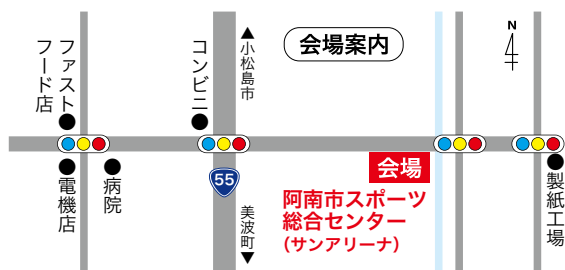 会場案内
N
ファスト
フード店
コンビニ
▲小松島市
会場
阿南市スポーツ
総合センター
（サンアリーナ）
55
電機店
病院
美波町▼
製紙工場